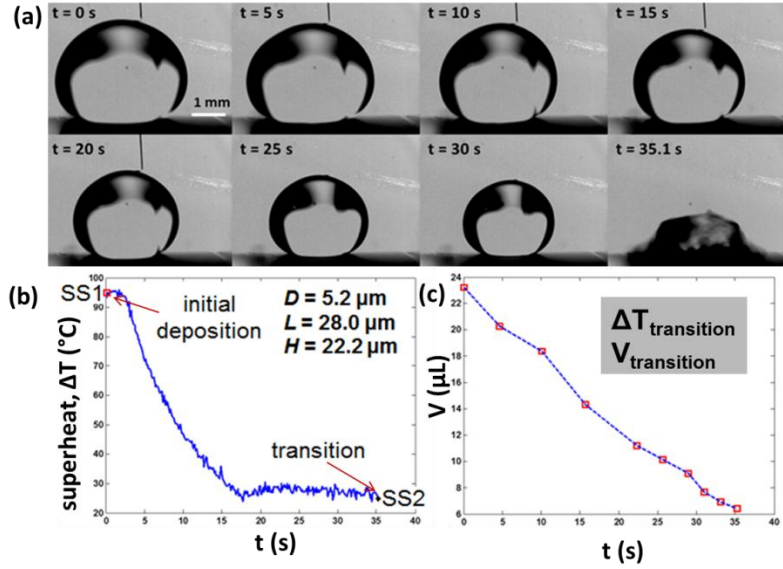 (a)
t = 0 s
t = 5 s
t = 10 s
t = 15 s
1 mm
t = 20 s
t = 25 s
t = 30 s
t = 35.1 s
(b)
superheat, ΔT (°C)
100
90
80
70
60
50
40
30
20
SS1
initial
deposition
D = 5.2 μm
L = 28.0 μm
H = 22.2 μm
transition
SS2
0
5
10
15
20
25
30
35
40
t (s)
(c)
V (μL)
24
22
20
18
16
14
12
10
8
6
ΔTtransition
Vtransition
0
5
10
15
20
25
30
35
40
t (s)